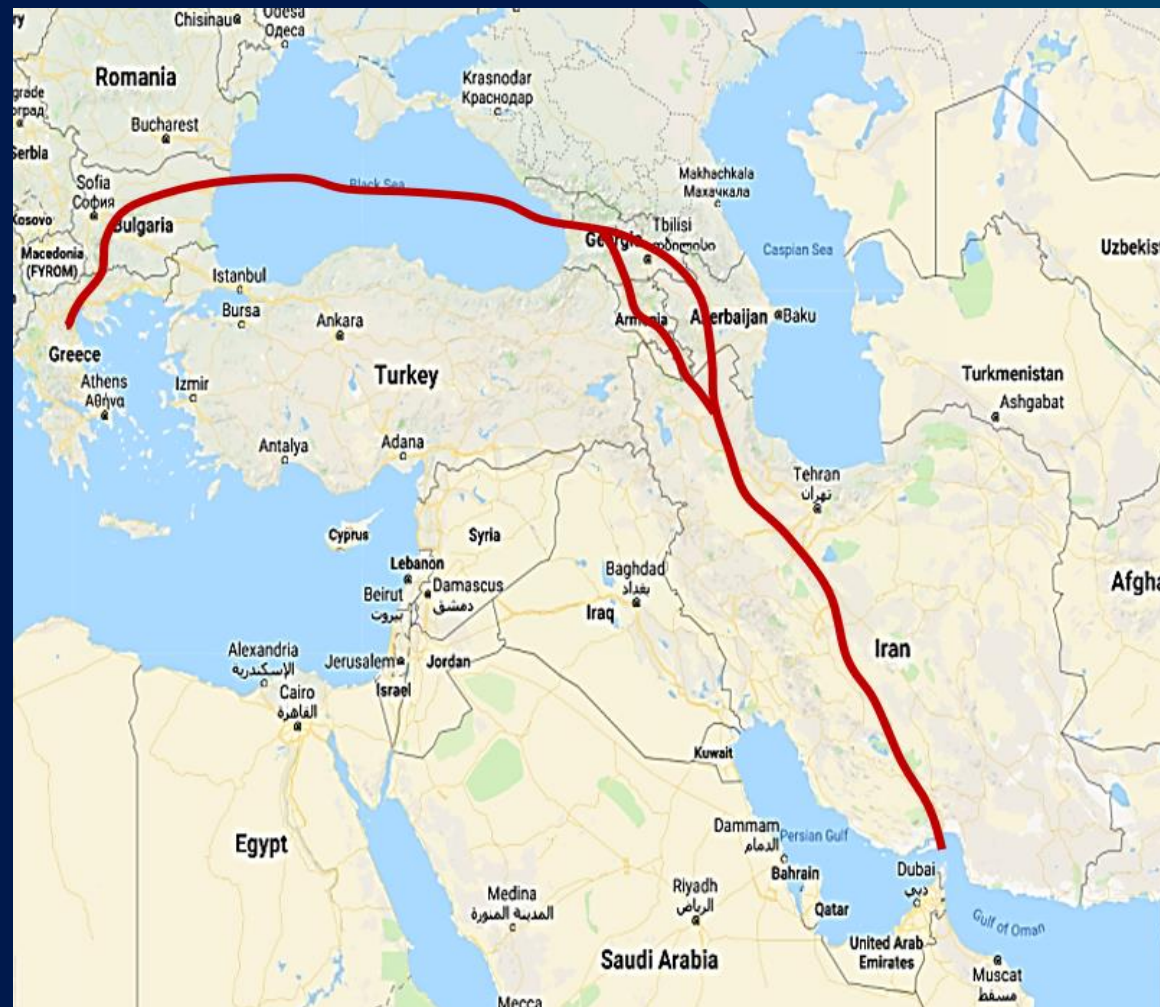 Chisinau
Odesa
Одеса
Romania
Krasnodar
Краснодар
Bucharest
Serbia
Makhachkala
Махачкала
Black Sea
Sofia
София
Kosovo
Bulgaria
Tbilisi
თბილისი
Georgia
Caspian Sea
Macedonia
(FYROM)
Istanbul
Bursa
Ankara
Armenia
Azerbaijan
Baku
Greece
Turkey
Turkmenistan
Ashgabat
Athens
Αθήνα
Izmir
Antalya
Adana
Tehran
تهران
Cyprus
Syria
Lebanon
Beirut
بيروت
Damascus
دمشق
Baghdad
بغداد
Iraq
Iran
Alexandria
الإسكندرية
Jerusalem
Jordan
Israel
Cairo
القاهرة
Kuwait
Egypt
Dammam
الدمام
Persian Gulf
Bahrain
Dubai
دبي
Medina
المدينة المنورة
Riyadh
الرياض
Qatar
Gulf of Oman
United Arab
Emirates
Saudi Arabia
Muscat
مسقط
Mecca